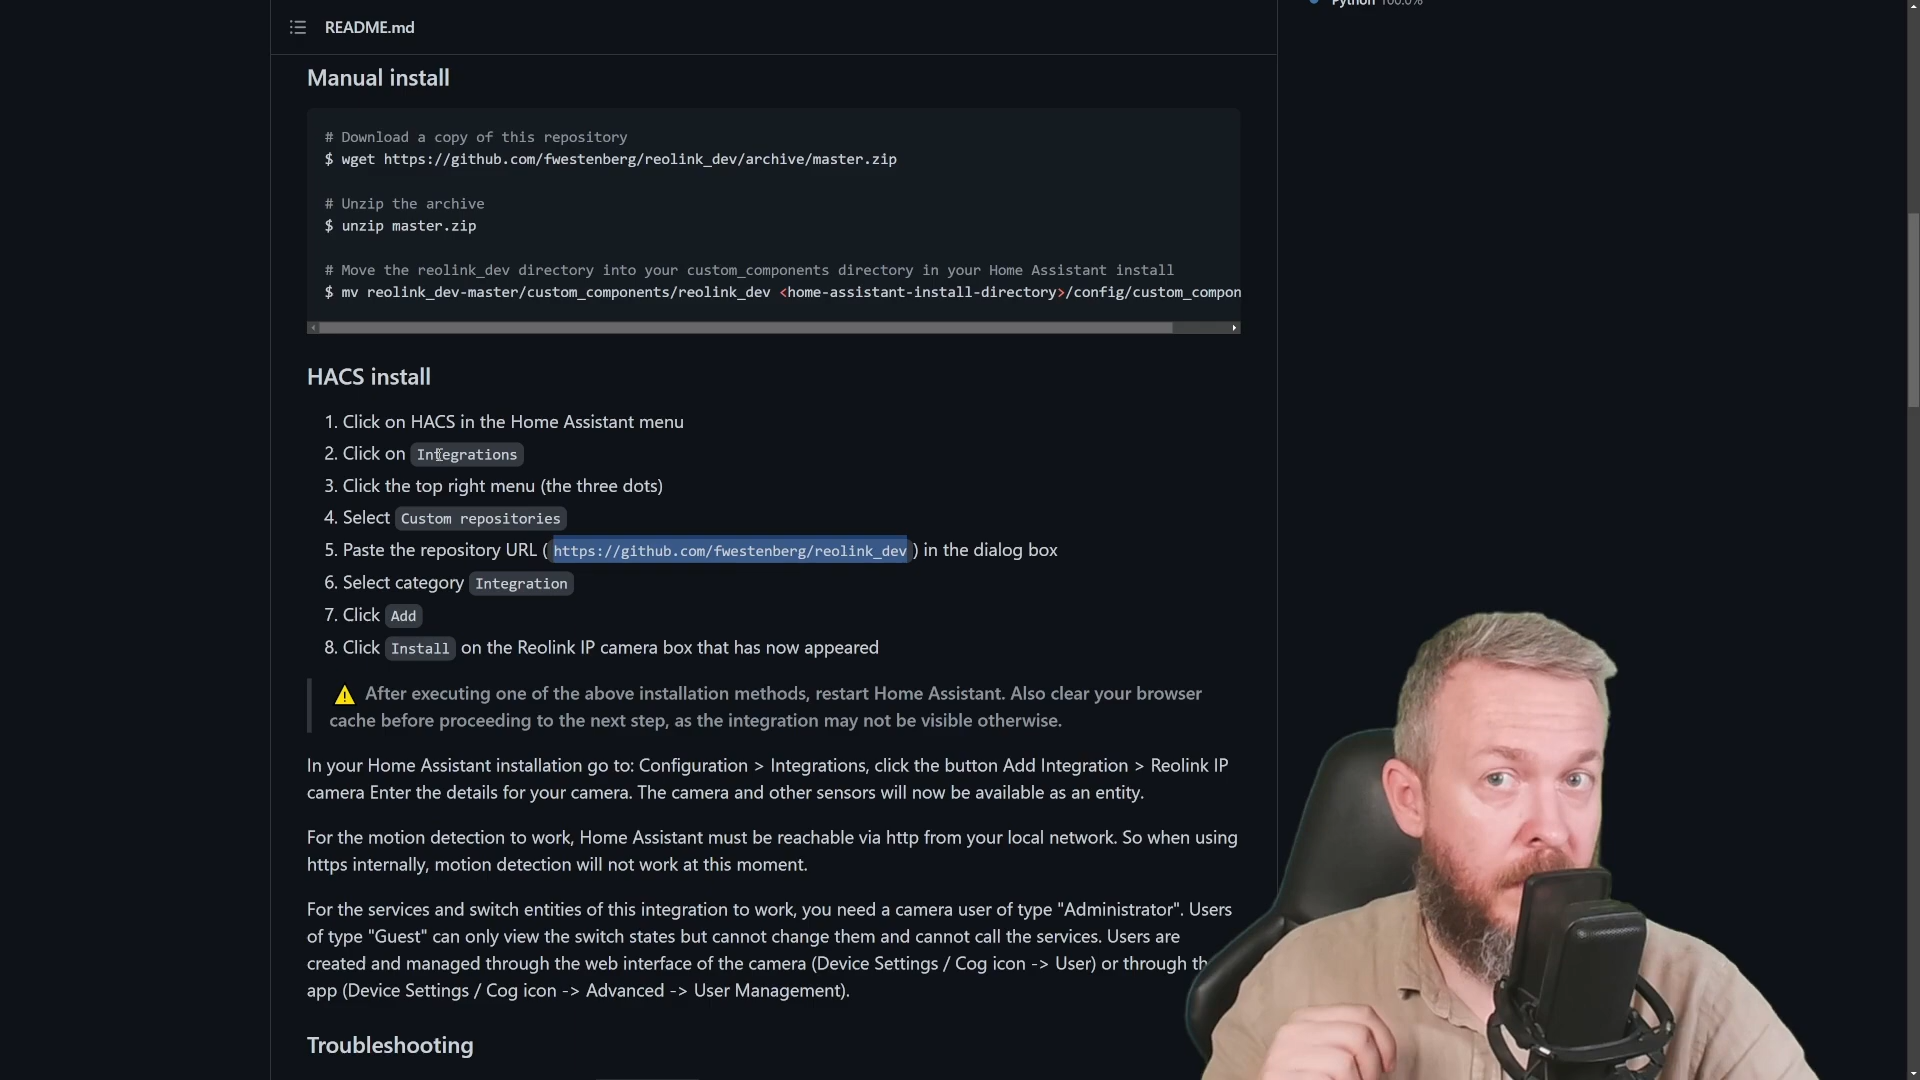 Python 100.0%
README.md
Manual install
# Download a copy of this repository
$ wget https://github.com/fwestenberg/reolink_dev/archive/master.zip
# Unzip the archive
$ unzip master.zip
# Move the reolink_dev directory into your custom_components directory in your Home Assistant install
$ mv reolink_dev-master/custom_components/reolink_dev <home-assistant-install-directory>/config/custom_compon
HACS install
1. Click on HACS in the Home Assistant menu
2. Click on Integrations
3. Click the top right menu (the three dots)
4. Select Custom repositories
5. Paste the repository URL ( https://github.com/fwestenberg/reolink_dev ) in the dialog box
6. Select category Integration
7. Click Add
8. Click Install on the Reolink IP camera box that has now appeared
⚠ After executing one of the above installation methods, restart Home Assistant. Also clear your browser
cache before proceeding to the next step, as the integration may not be visible otherwise.
In your Home Assistant installation go to: Configuration > Integrations, click the button Add Integration > Reolink IP
camera Enter the details for your camera. The camera and other sensors will now be available as an entity.
For the motion detection to work, Home Assistant must be reachable via http from your local network. So when using
https internally, motion detection will not work at this moment.
For the services and switch entities of this integration to work, you need a camera user of type "Administrator". Users
of type "Guest" can only view the switch states but cannot change them and cannot call the services. Users are
created and managed through the web interface of the camera (Device Settings / Cog icon -> User) or through th
app (Device Settings / Cog icon -> Advanced -> User Management).
Troubleshooting